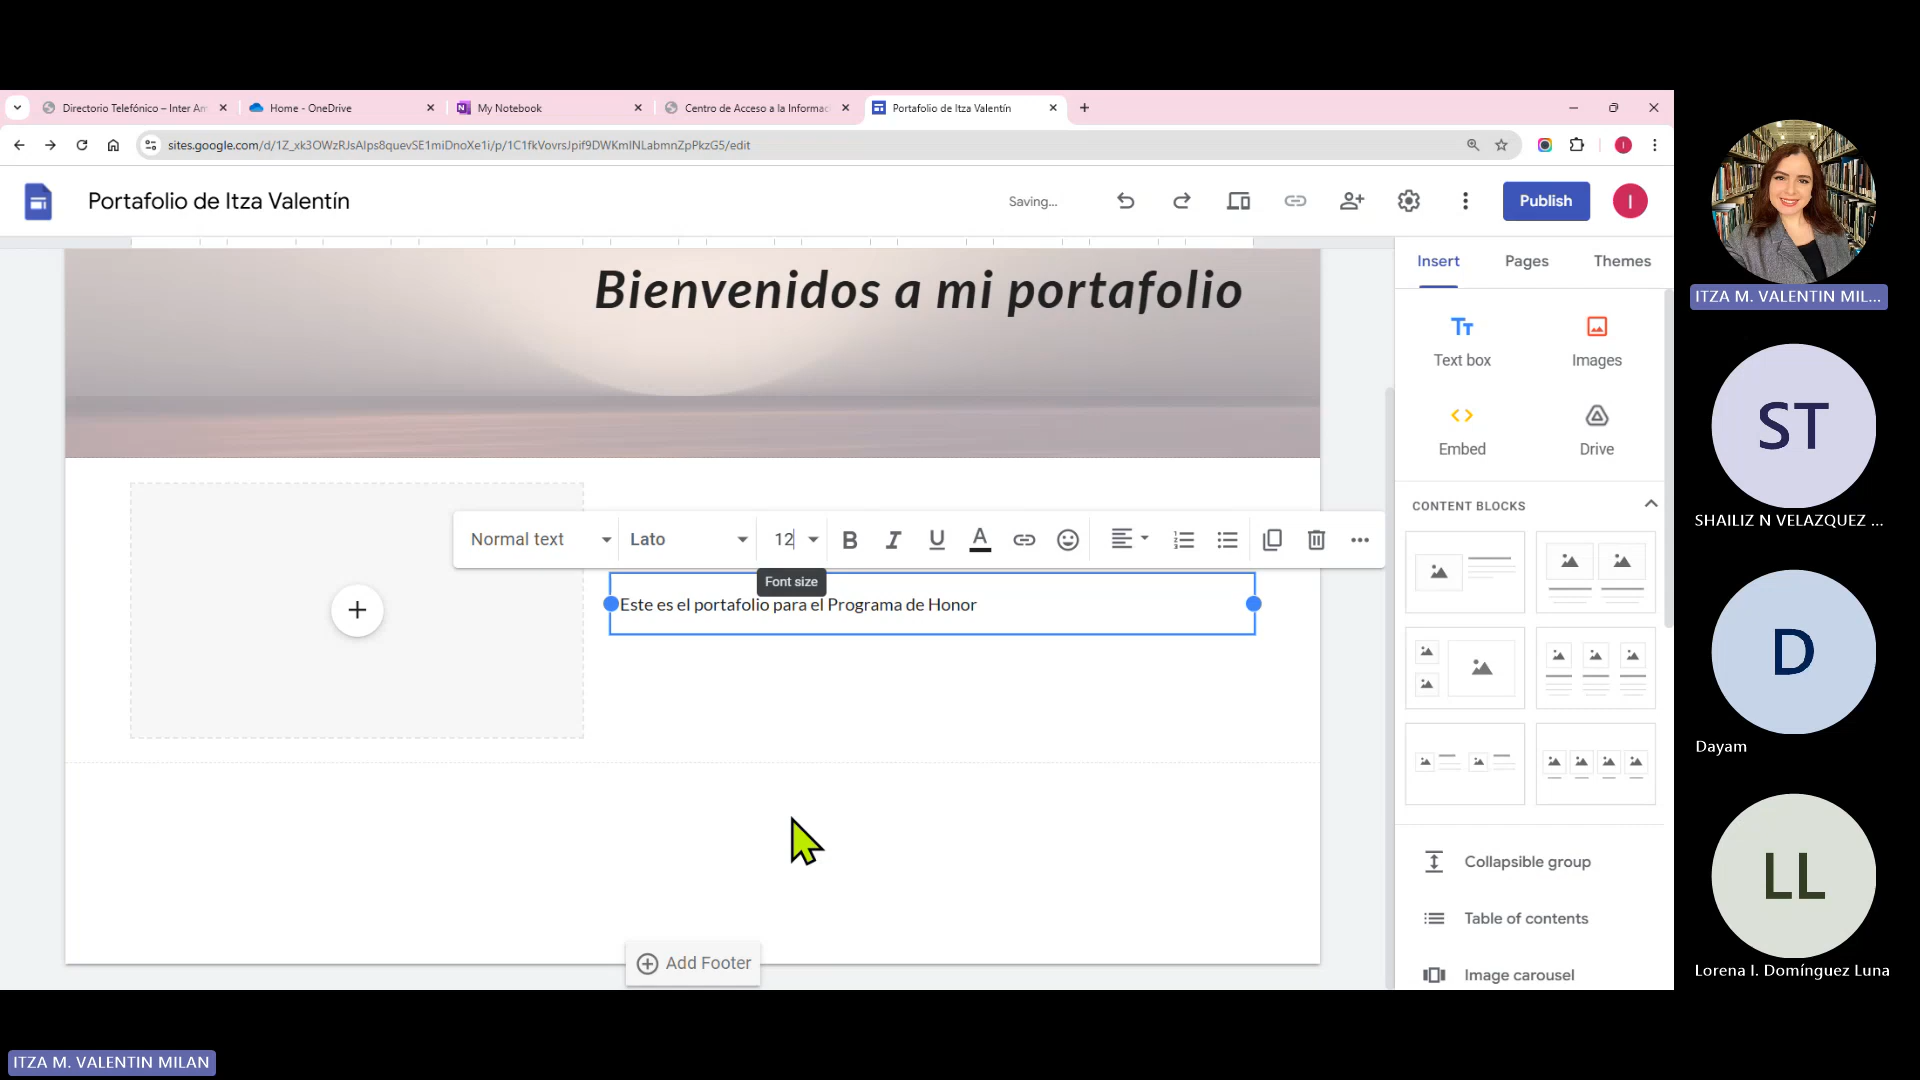 Directorio Telefónico – Inter Am
Home - OneDrive
My Notebook
Centro de Acceso a la Informac
Portafolio de Itza Valentín
sites.google.com/d/1Z_xk3OWzRJsAlps8quevSE1miDnoXe1i/p/1C1fkVovrsJpif9DWKmlNLabmnZpPkzG5/edit
Portafolio de Itza Valentín
Saving...
Publish
I
Insert
Pages
Themes
Bienvenidos a mi portafolio
Text box
Images
Embed
Drive
CONTENT BLOCKS
Normal text
Lato
12
Font size
Este es el portafolio para el Programa de Honor
Collapsible group
Table of contents
Image carousel
Add Footer
ITZA M. VALENTIN MIL...
ST
SHAILIZ N VELAZQUEZ ...
D
Dayam
LL
Lorena I. Domínguez Luna
ITZA M. VALENTIN MILAN